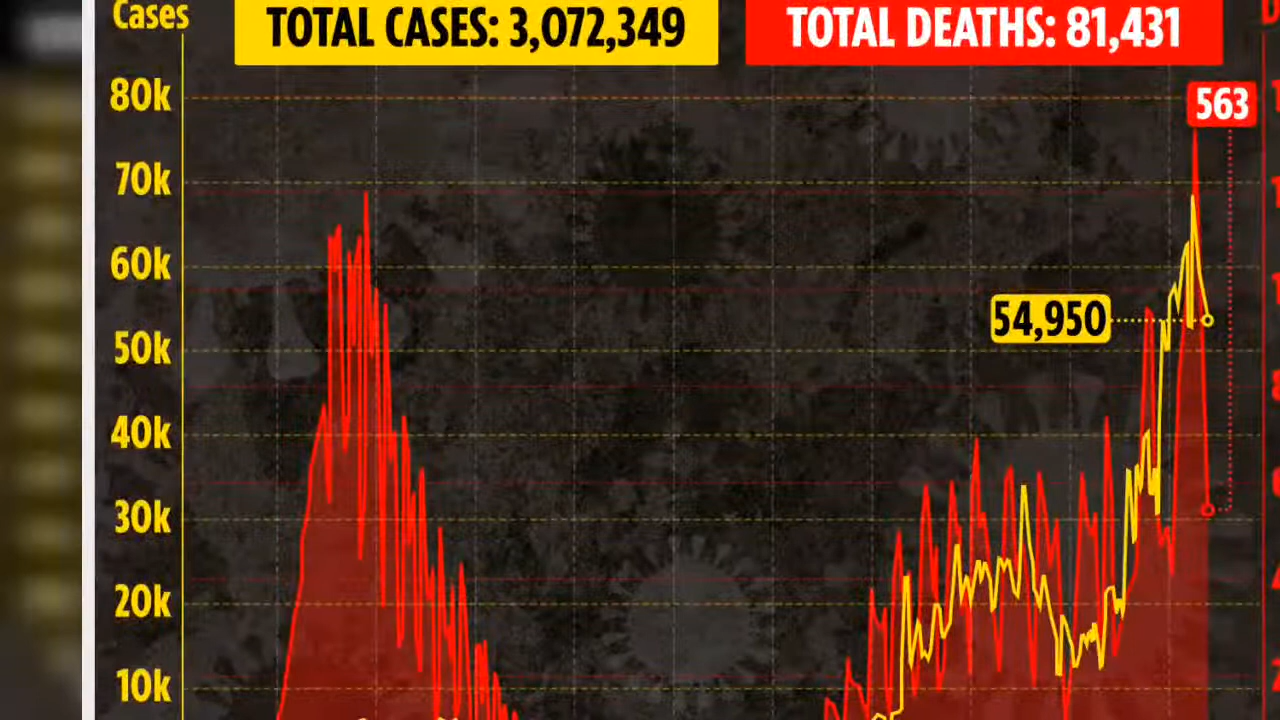 Cases
TOTAL CASES: 3,072,349
TOTAL DEATHS: 81,431
80k
563
70k
60k
54,950
50k
40k
30k
20k
10k